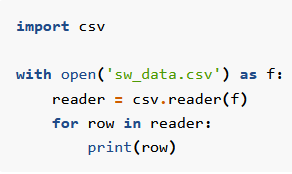 import csv

with open('sw_data.csv') as f:
    reader = csv.reader(f)
    for row in reader:
        print(row)